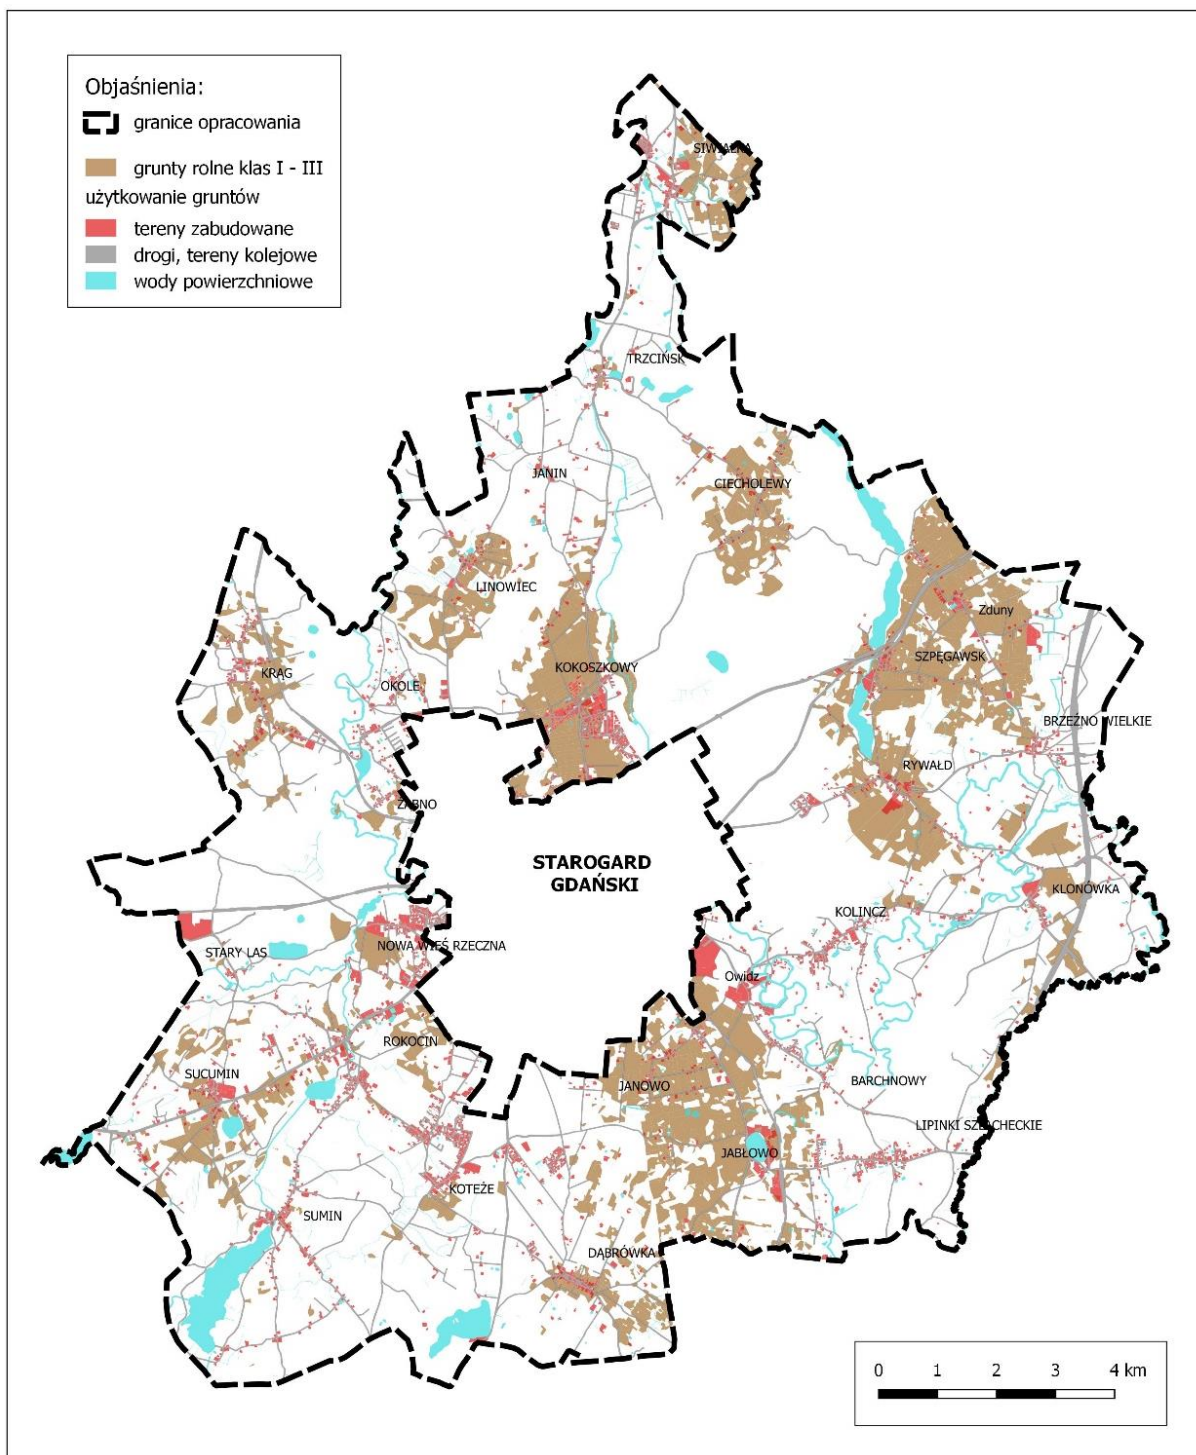 Objaśnienia:
granice opracowania
grunty rolne klas I - III
użytkowanie gruntów
tereny zabudowane
drogi, tereny kolejowe
wody powierzchniowe
SIWIAŁKA
TRZCIŃSK
JANIN
CIECHOLEWY
LINOWIEC
Zduny
KOKOSZKOWY
SZPĘGAWSK
KRĄG
OKOLE
BRZEŹNO WIELKIE
RYWAŁD
ŻABNO
STAROGARD
GDAŃSKI
KLONÓWKA
KOLINCZ
NOWA WIEŚ RZECZNA
STARY LAS
Owidz
ROKOCIN
SUCUMIN
JANOWO
BARCHNOWY
LIPINKI SZLACHECKIE
JABŁOWO
KOTEŻE
SUMIN
DĄBRÓWKA
0 1 2 3 4 km